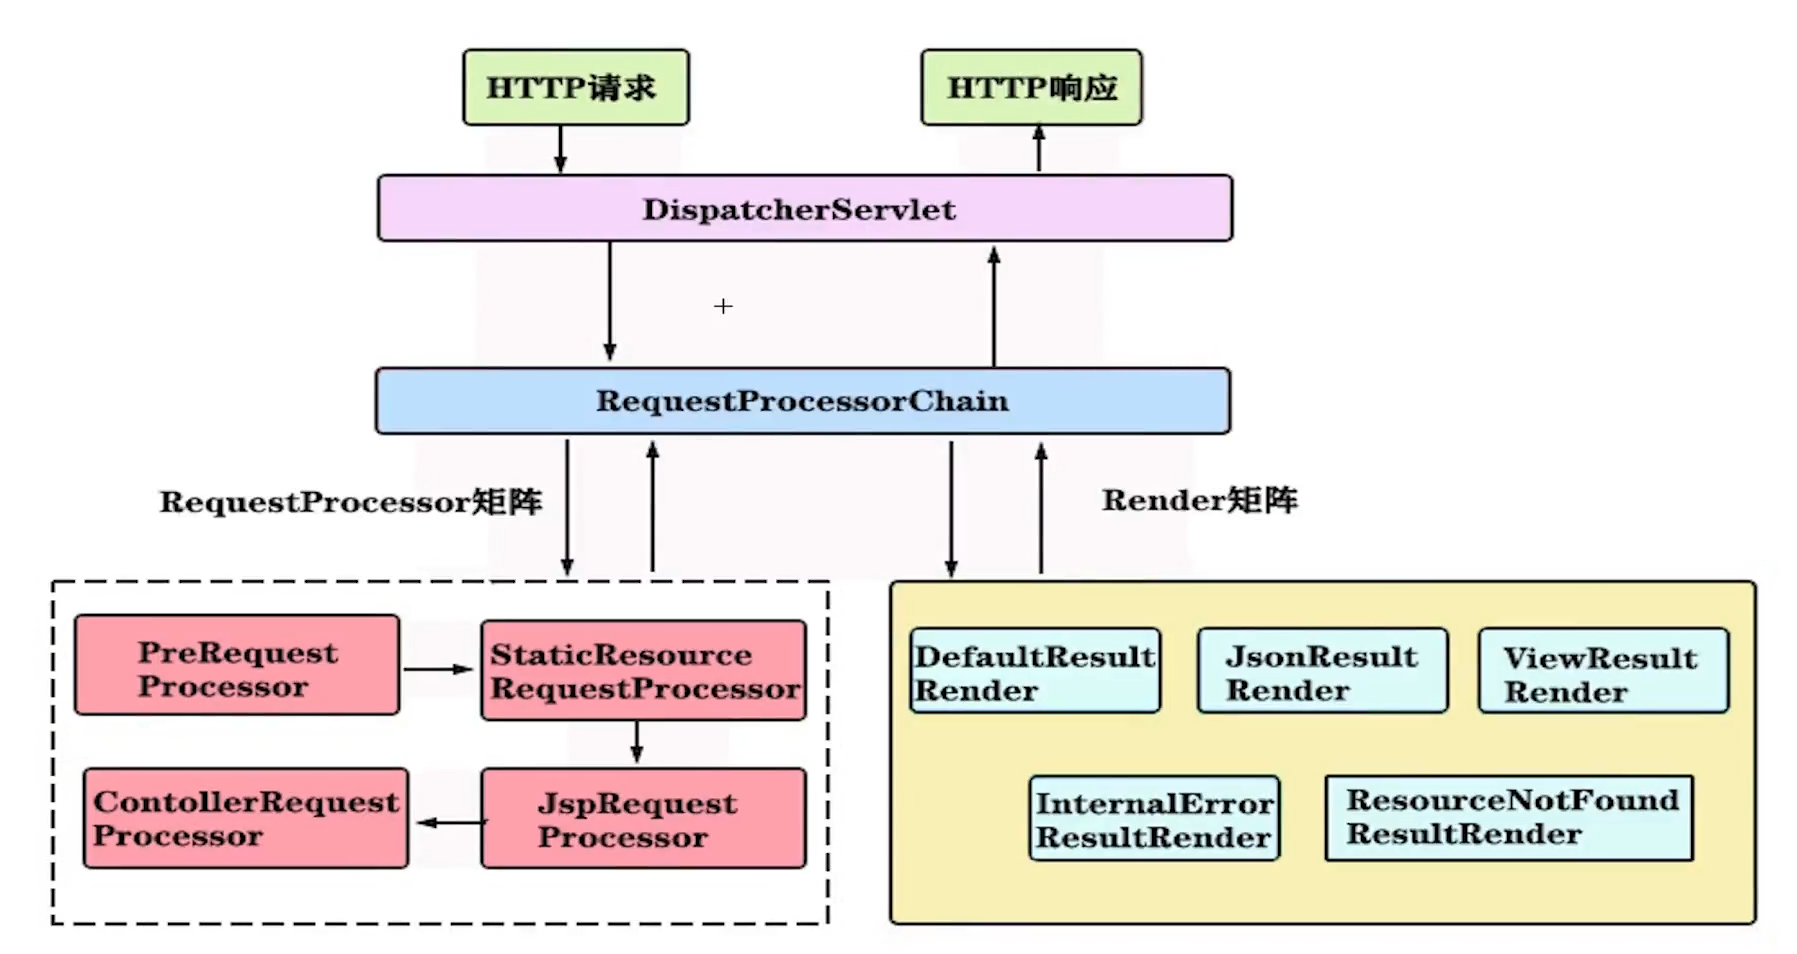 HTTP请求
HTTP响应
DispatcherServlet
RequestProcessorChain
RequestProcessor矩阵
Render矩阵
PreRequest
Processor
StaticResource
RequestProcessor
ContollerRequest
Processor
JspRequest
Processor
DefaultResult
Render
JsonResult
Render
ViewResult
Render
InternalError
ResultRender
ResourceNotFound
ResultRender